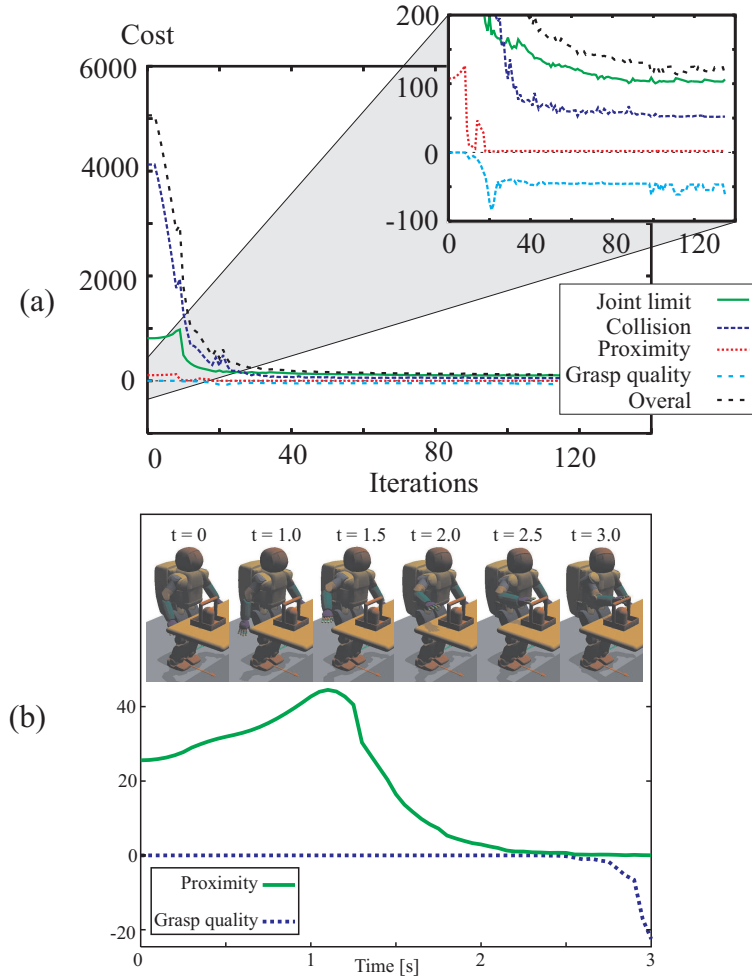 Cost
6000
4000
2000
0
0
40
80
120
Iterations
(a)
200
100
0
-100
0
40
80
120
Joint limit
Collision
Proximity
Grasp quality
Overal
(b)
t = 0 t = 1.0 t = 1.5 t = 2.0 t = 2.5 t = 3.0
40
20
0
-20
Proximity
Grasp quality
0
1
2
3
Time [s]